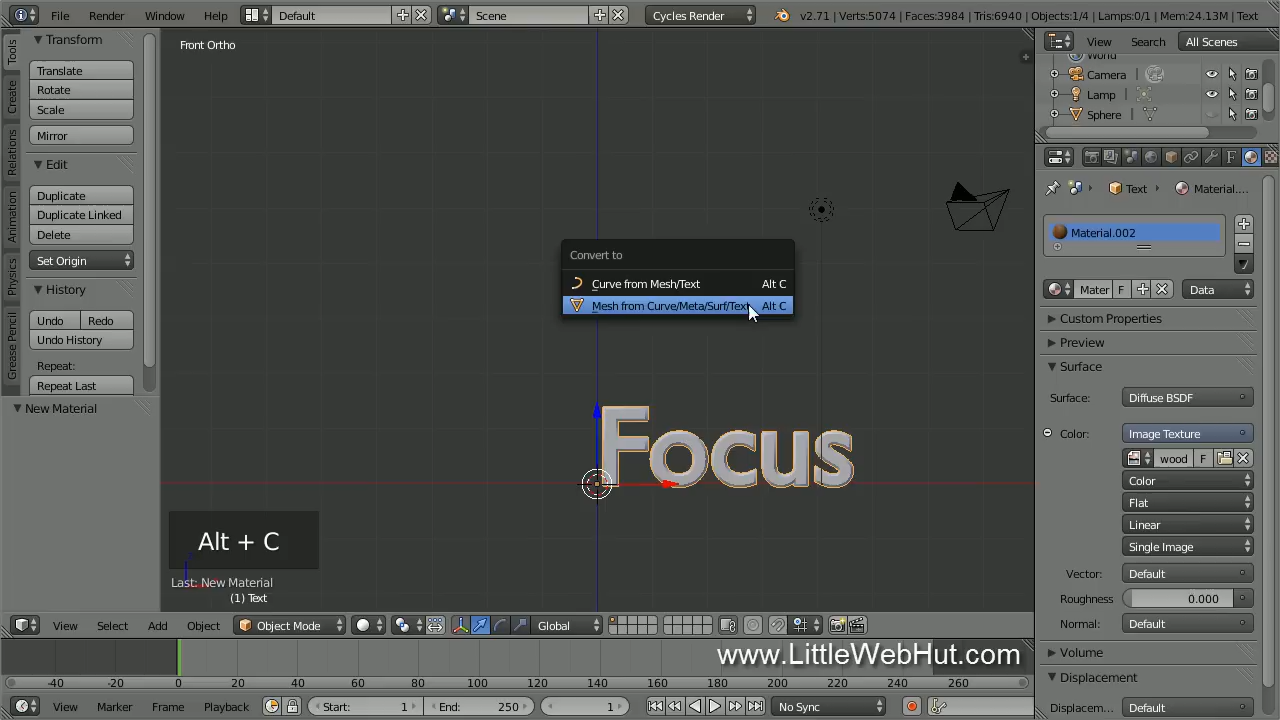 File
Render
Window
Help
Default
Scene
Cycles Render
v2.71 | Verts:5074 | Faces:3984 | Tris:6940 | Objects:1/4 | Lamps:0/1 | Mem:24.13M | Text
Tools
Create
Relations
Animation
Physics
Grease Pencil
Transform
Translate
Rotate
Scale
Mirror
Edit
Duplicate
Duplicate Linked
Delete
Set Origin
History
Undo
Redo
Undo History
Repeat:
Repeat Last
New Material
Front Ortho
Convert to
Curve from Mesh/Text Alt C
Mesh from Curve/Meta/Surf/Text Alt C
Focus
Alt + C
Last: New Material
(1) Text
View
Select
Add
Object
Object Mode
Global
www.LittleWebHut.com
-40 -20 0 20 40 60 80 100 120 140 160 180 200 220 240 260
View
Marker
Frame
Playback
Start: 1
End: 250
1
No Sync
View
Search
All Scenes
World
Camera
Lamp
Sphere
Text
Material....
Material.002
Mater
F
Data
Custom Properties
Preview
Surface
Surface: Diffuse BSDF
Color: Image Texture
wood F
Color
Flat
Linear
Single Image
Vector: Default
Roughness 0.000
Normal: Default
Volume
Displacement
Displacem... Default